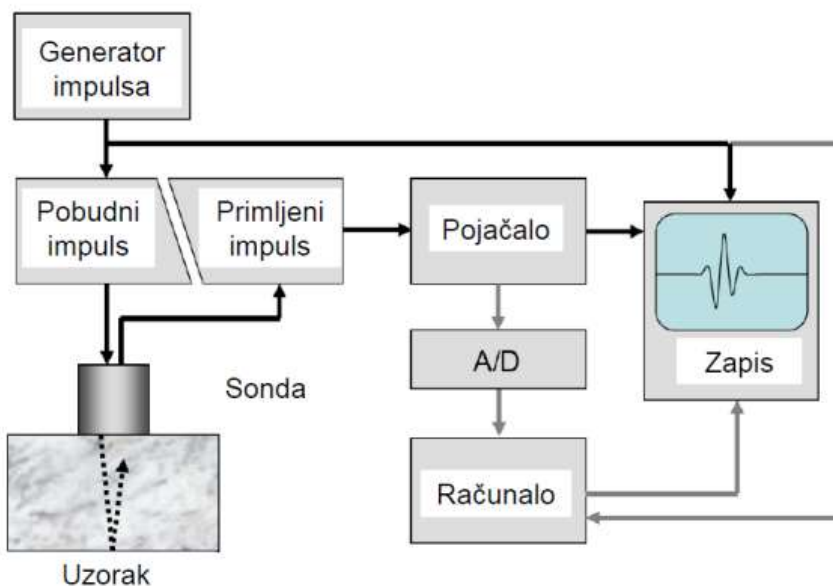 Generator
impulsa
Pobudni
impuls
Primljeni
impuls
Pojačalo
A/D
Zapis
Sonda
Računalo
Uzorak